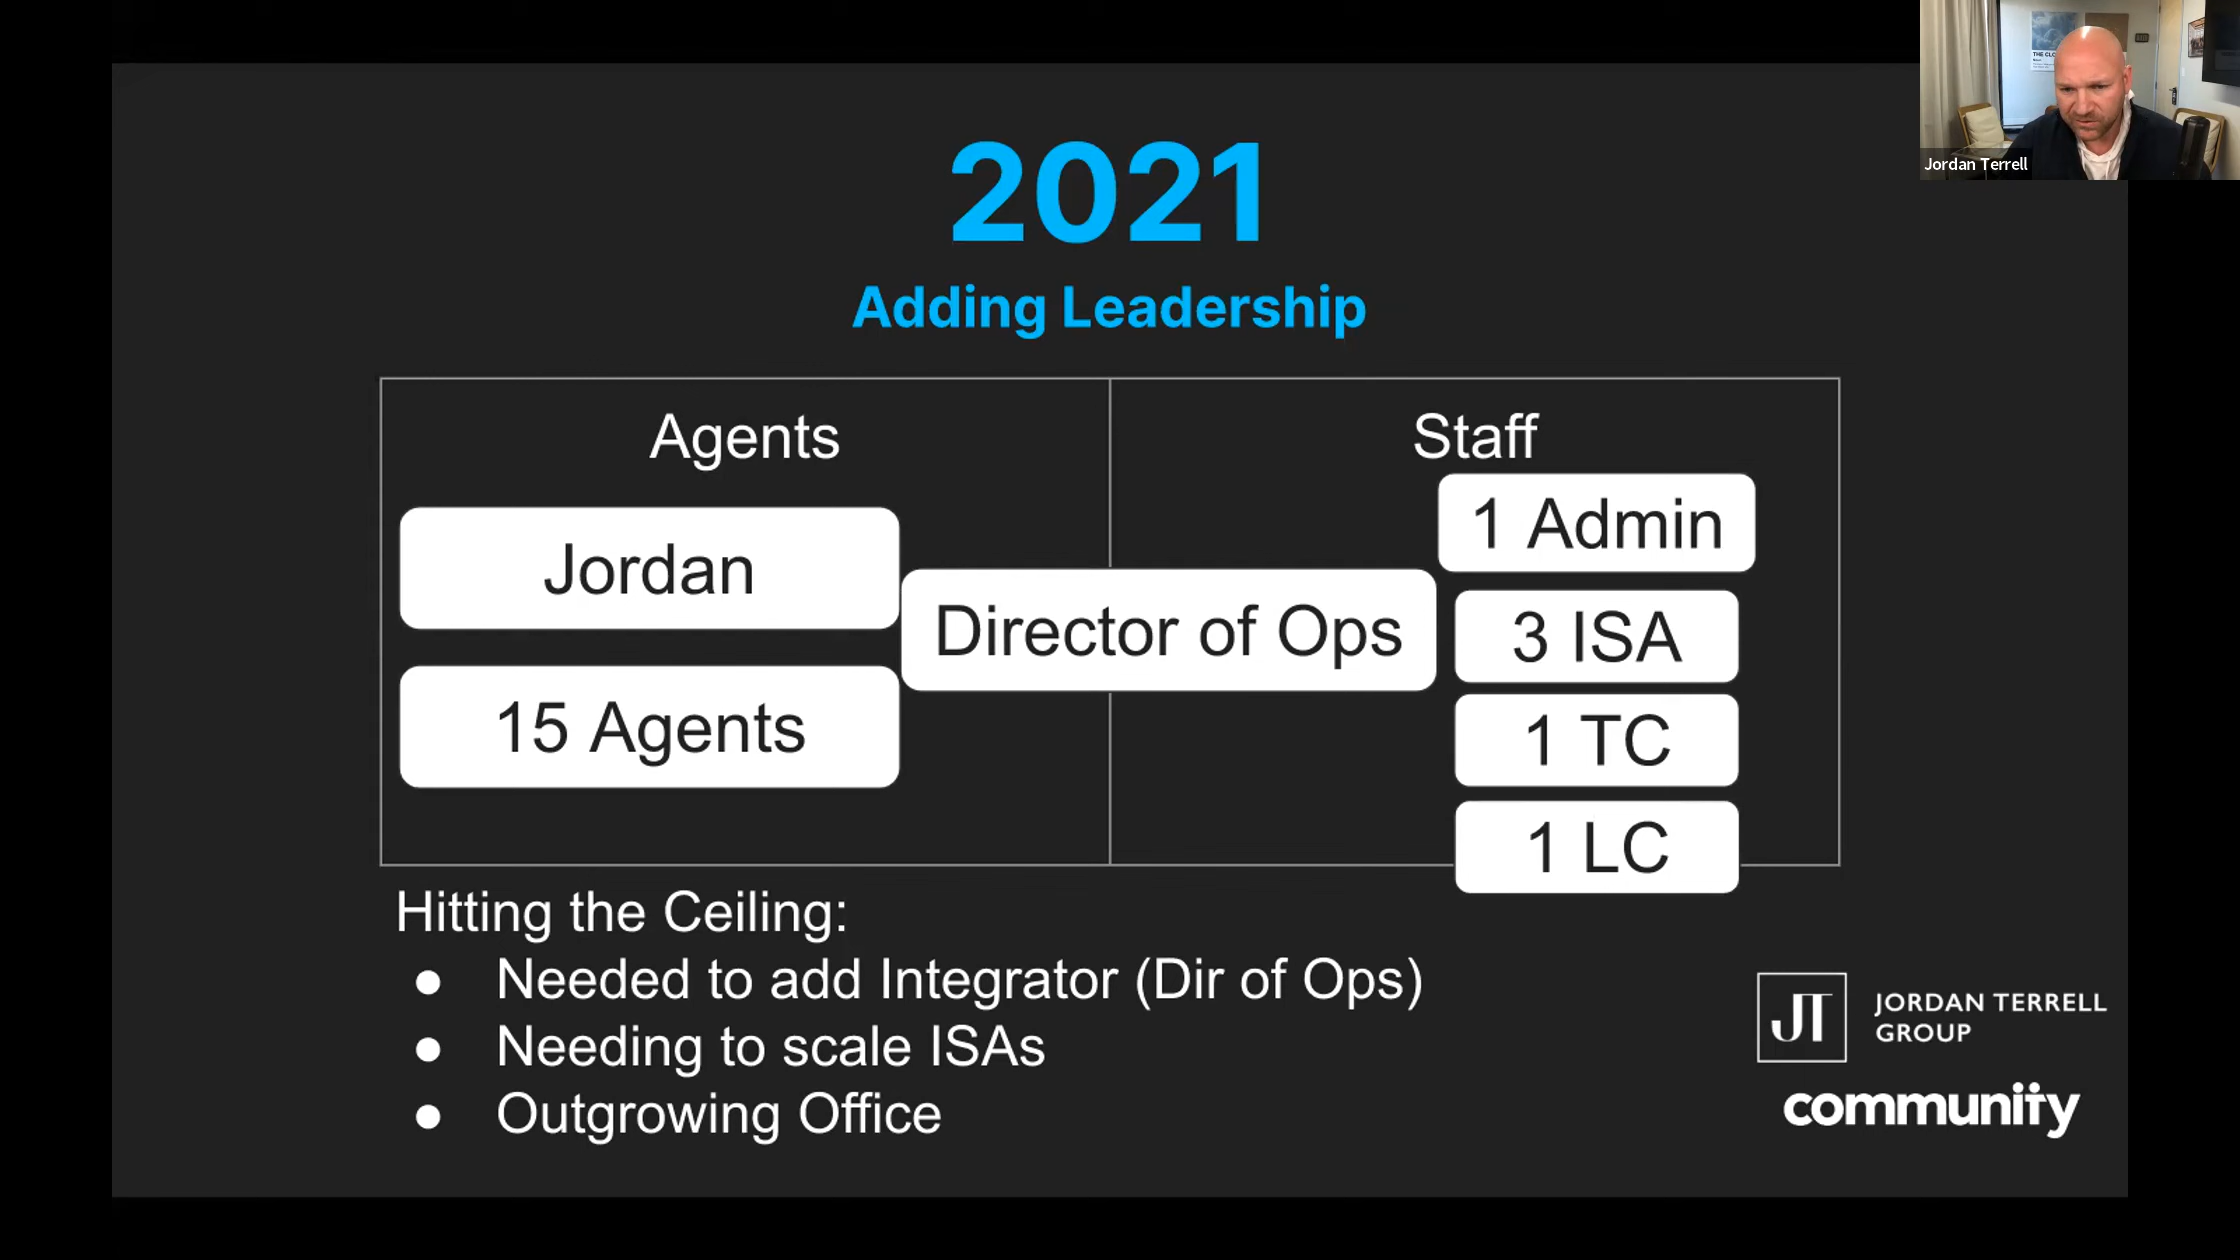 2021
Adding Leadership
Agents
Staff
Jordan
15 Agents
Director of Ops
1 Admin
3 ISA
1 TC
1 LC
Hitting the Ceiling:
● Needed to add Integrator (Dir of Ops)
● Needing to scale ISAs
● Outgrowing Office
JT
JORDAN TERRELL
GROUP
community
Jordan Terrell